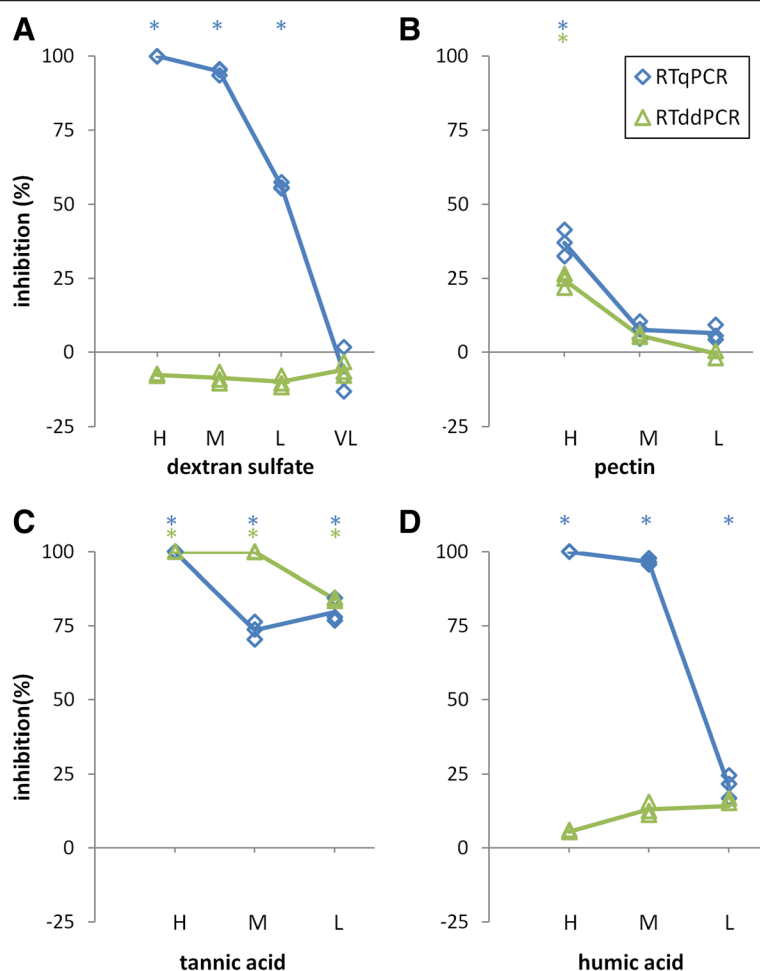 A
* * *
100
75
50
25
0
-25
inhibition (%)
H M L VL
dextran sulfate
B
*
*
100
75
50
25
0
-25
RTqPCR
RTddPCR
H M L
pectin
C
* * *
* * *
100
75
50
25
0
-25
inhibition(%)
H M L
tannic acid
D
* * *
100
75
50
25
0
-25
H M L
humic acid